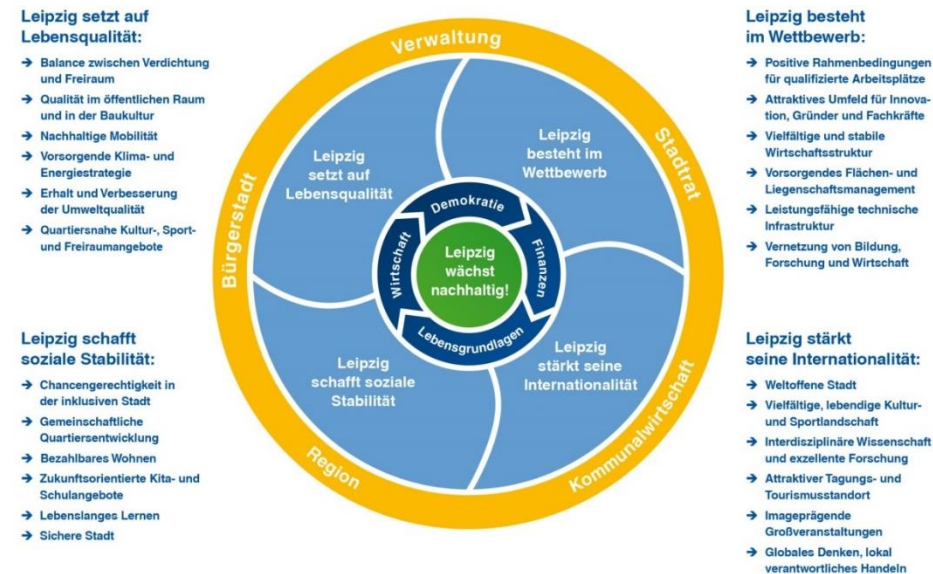 Leipzig setzt auf
Lebensqualität:
→ Balance zwischen Verdichtung
und Freiraum
→ Qualität im öffentlichen Raum
und in der Baukultur
→ Nachhaltige Mobilität
→ Vorsorgende Klima- und
Energiestrategie
→ Erhalt und Verbesserung
der Umweltqualität
→ Quartiersnahe Kultur-, Sport-
und Freiraumangebote
Leipzig schafft
soziale Stabilität:
→ Chancengerechtigkeit in
der inklusiven Stadt
→ Gemeinschaftliche
Quartiersentwicklung
→ Bezahlbares Wohnen
→ Zukunftsorientierte Kita- und
Schulangebote
→ Lebenslanges Lernen
→ Sichere Stadt
Verwaltung
Stadtrat
Kommunalwirtschaft
Region
Bürgerstadt
Leipzig
setzt auf
Lebensqualität
Leipzig
besteht im
Wettbewerb
Leipzig
schafft soziale
Stabilität
Leipzig
stärkt seine
Internationalität
Demokratie
Finanzen
Lebensgrundlagen
Wirtschaft
Leipzig
wächst
nachhaltig!
Leipzig besteht
im Wettbewerb:
→ Positive Rahmenbedingungen
für qualifizierte Arbeitsplätze
→ Attraktives Umfeld für Innova-
tion, Gründer und Fachkräfte
→ Vielfältige und stabile
Wirtschaftsstruktur
→ Vorsorgendes Flächen- und
Liegenschaftsmanagement
→ Leistungsfähige technische
Infrastruktur
→ Vernetzung von Bildung,
Forschung und Wirtschaft
Leipzig stärkt
seine Internationalität:
→ Weltoffene Stadt
→ Vielfältige, lebendige Kultur-
und Sportlandschaft
→ Interdisziplinäre Wissenschaft
und exzellente Forschung
→ Attraktiver Tagungs- und
Tourismusstandort
→ Imageprägende
Großveranstaltungen
→ Globales Denken, lokal
verantwortliches Handeln